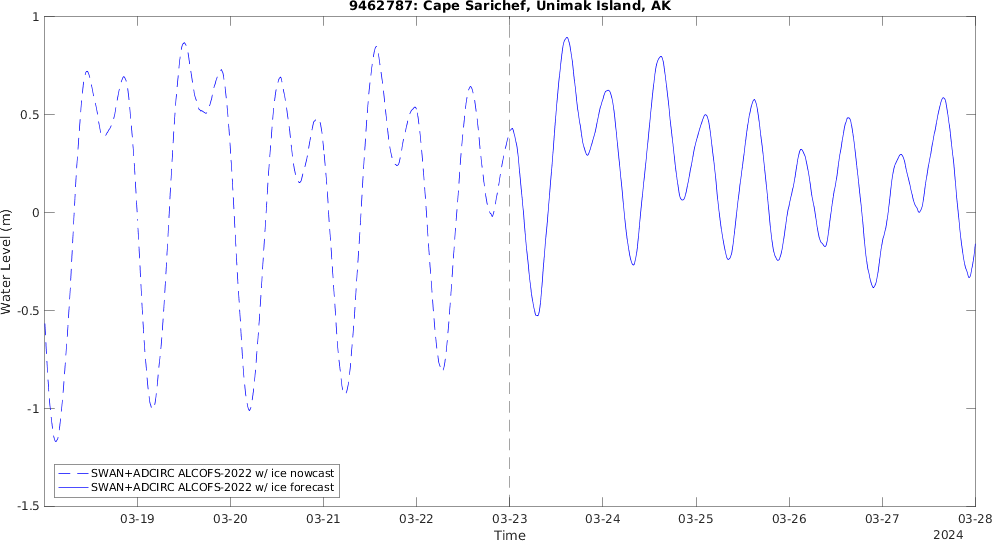 9462787: Cape Sarichef, Unimak Island, AK
1
0.5
0
-0.5
-1
-1.5
Water Level (m)
SWAN+ADCIRC ALCOFS-2022 w/ ice nowcast
SWAN+ADCIRC ALCOFS-2022 w/ ice forecast
03-19 03-20 03-21 03-22 03-23 03-24 03-25 03-26 03-27 03-28
Time
2024